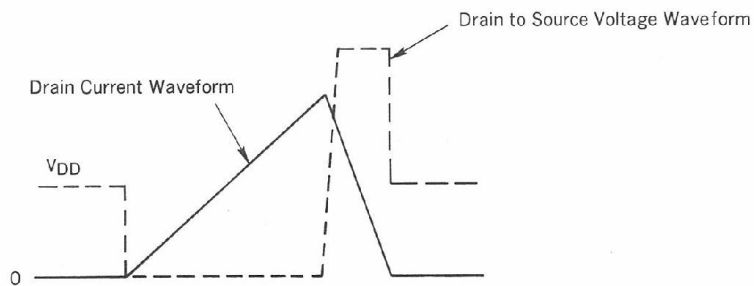 Drain to Source Voltage Waveform
Drain Current Waveform
VDD
0